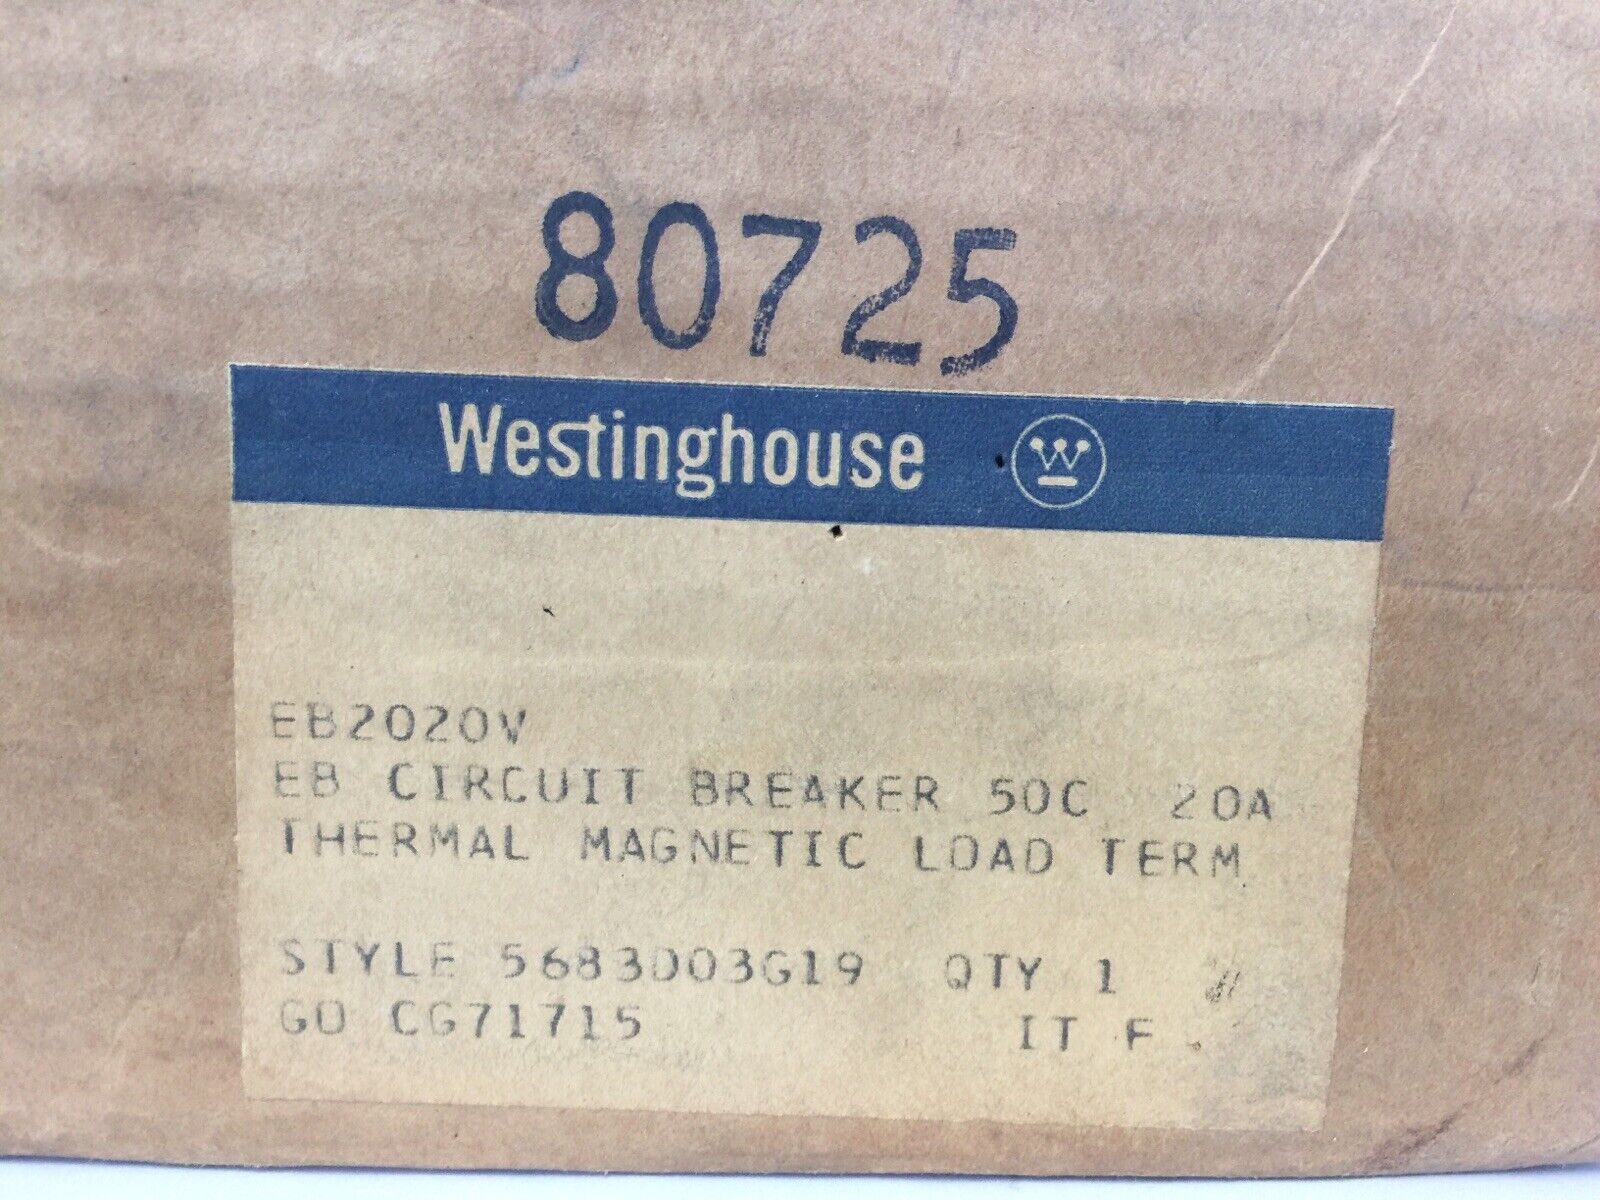 80725
Westinghouse W
EB2020V
EB CIRCUIT BREAKER 50C 20A
THERMAL MAGNETIC LOAD TERM
STYLE 5683D03G19 QTY 1
GO CG71715 IT F